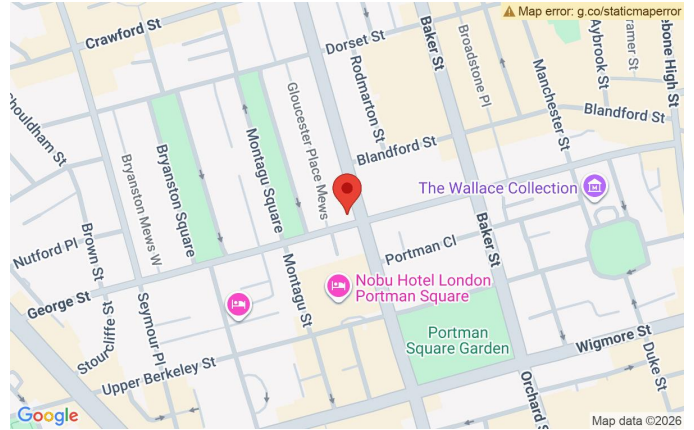 Map error: g.co/staticmaperror
Crawford St
Dorset St
Baker St
Broadstone Pl
Aybrook St
Cramer St
bone High St
Shouldham St
Rodmarton St
Manchester St
Blandford St
Gloucester Place Mews
Blandford St
Bryanston Square
Montagu Square
Bryanston Mews W
The Wallace Collection
Nutford Pl
Brown St
Baker St
Portman Cl
George St
Seymour Pl
Montagu St
Nobu Hotel London
Portman Square
Stourcliffe St
Portman
Square Garden
Wigmore St
Upper Berkeley St
Duke St
Orchard St
Google
Map data ©2026